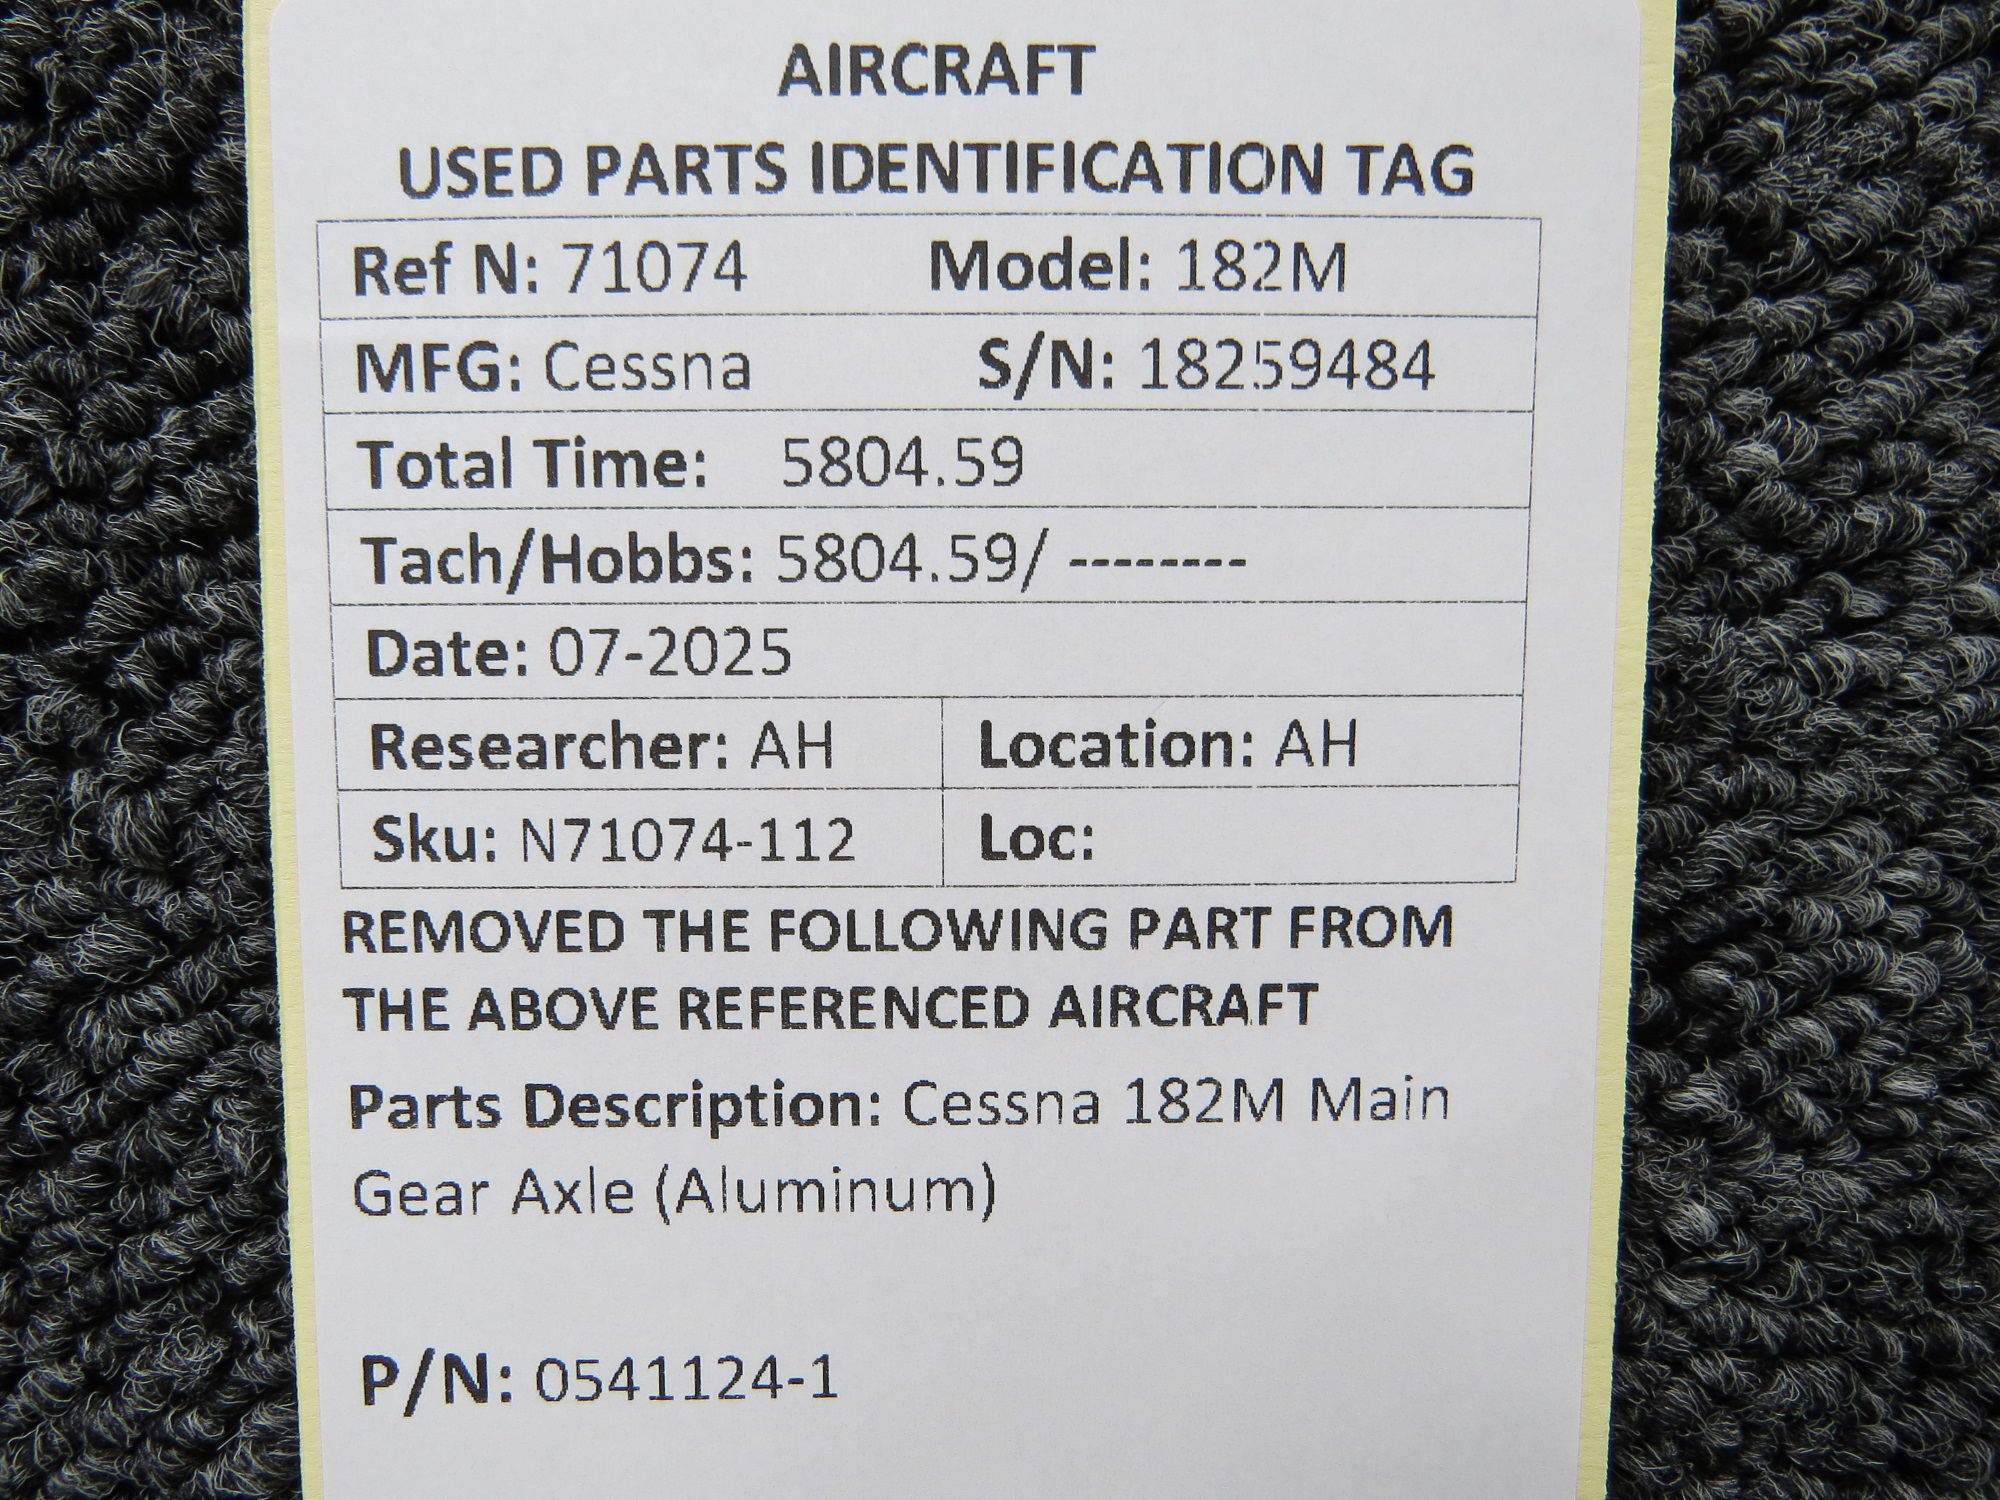 AIRCRAFT
USED PARTS IDENTIFICATION TAG
Ref N: 71074 Model: 182M
MFG: Cessna S/N: 18259484
Total Time: 5804.59
Tach/Hobbs: 5804.59/ --------
Date: 07-2025
Researcher: AH Location: AH
Sku: N71074-112 Loc:
REMOVED THE FOLLOWING PART FROM
THE ABOVE REFERENCED AIRCRAFT
Parts Description: Cessna 182M Main
Gear Axle (Aluminum)
P/N: 0541124-1